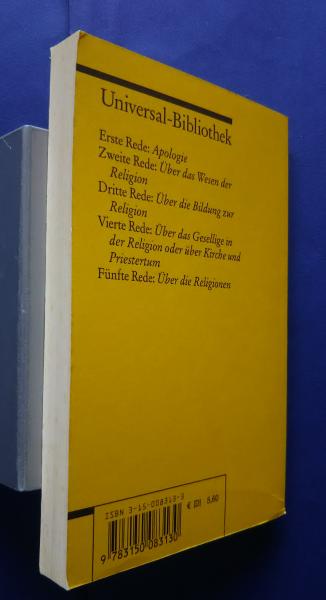 Universal-Bibliothek
Erste Rede: Apologie
Zweite Rede: Über das Wesen der
Religion
Dritte Rede: Über die Bildung zur
Religion
Vierte Rede: Über das Gesellige in
der Religion oder über Kirche und
Priestertum
Fünfte Rede: Über die Religionen
ISBN 3-15-008313-3
€ [D] 5,60
9 783150 083130